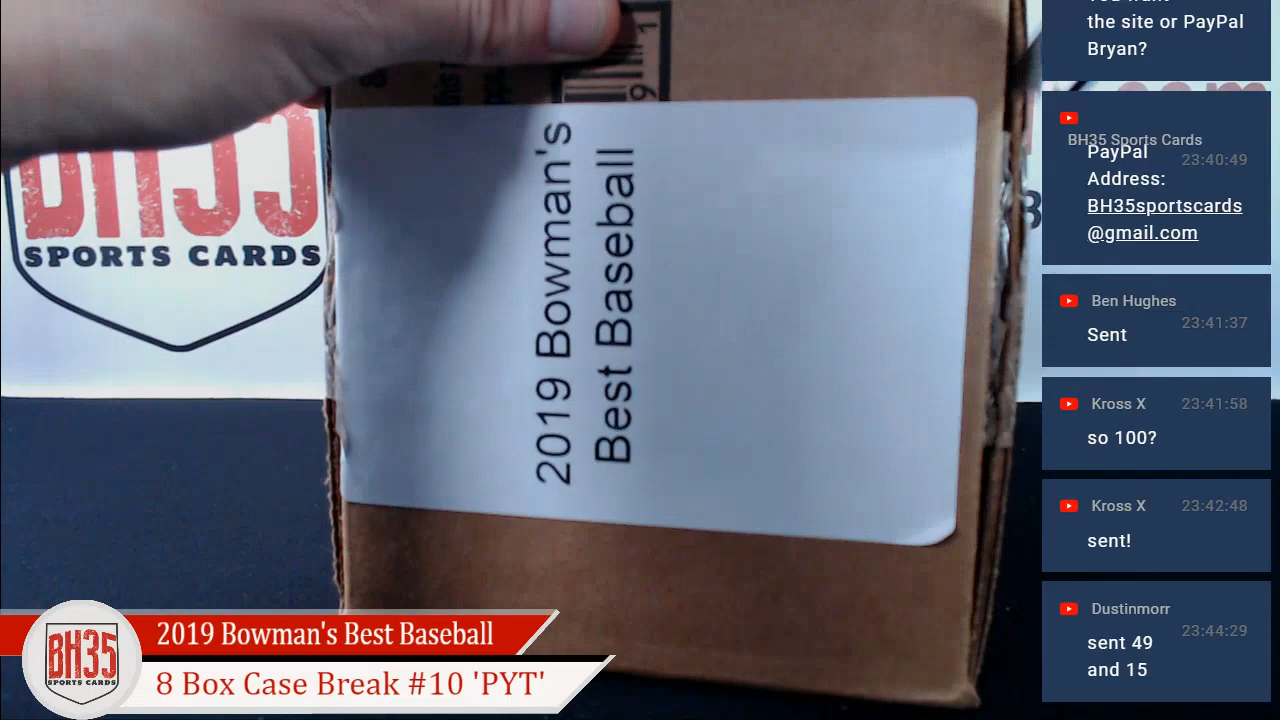 BH35
SPORTS CARDS
2019 Bowman's
Best Baseball
the site or PayPal
Bryan?
BH35 Sports Cards
23:40:49
PayPal
Address:
BH35sportscards
@gmail.com
Ben Hughes
23:41:37
Sent
Kross X
23:41:58
so 100?
Kross X
23:42:48
sent!
Dustinmorr
23:44:29
sent 49
and 15
BH35
SPORTS CARDS
2019 Bowman's Best Baseball
8 Box Case Break #10 'PYT'